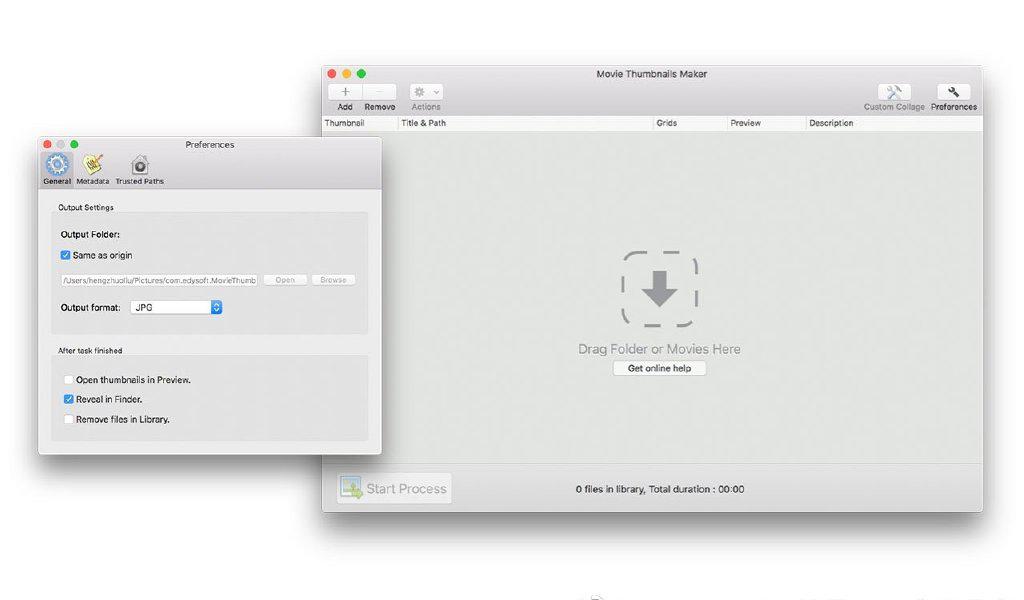 Movie Thumbnails Maker
Add Remove Actions Custom Collage Preferences
Thumbnail Title & Path Grids Preview Description
Drag Folder or Movies Here
Get online help
Start Process 0 files in library, Total duration : 00:00
Preferences
General Metadata Trusted Paths
Output Settings
Output Folder:
Same as origin
/Users/hengzhuoliu/Pictures/com.edysoft.MovieThumb Open Browse
Output format: JPG
After task finished
Open thumbnails in Preview.
Reveal in Finder.
Remove files in Library.